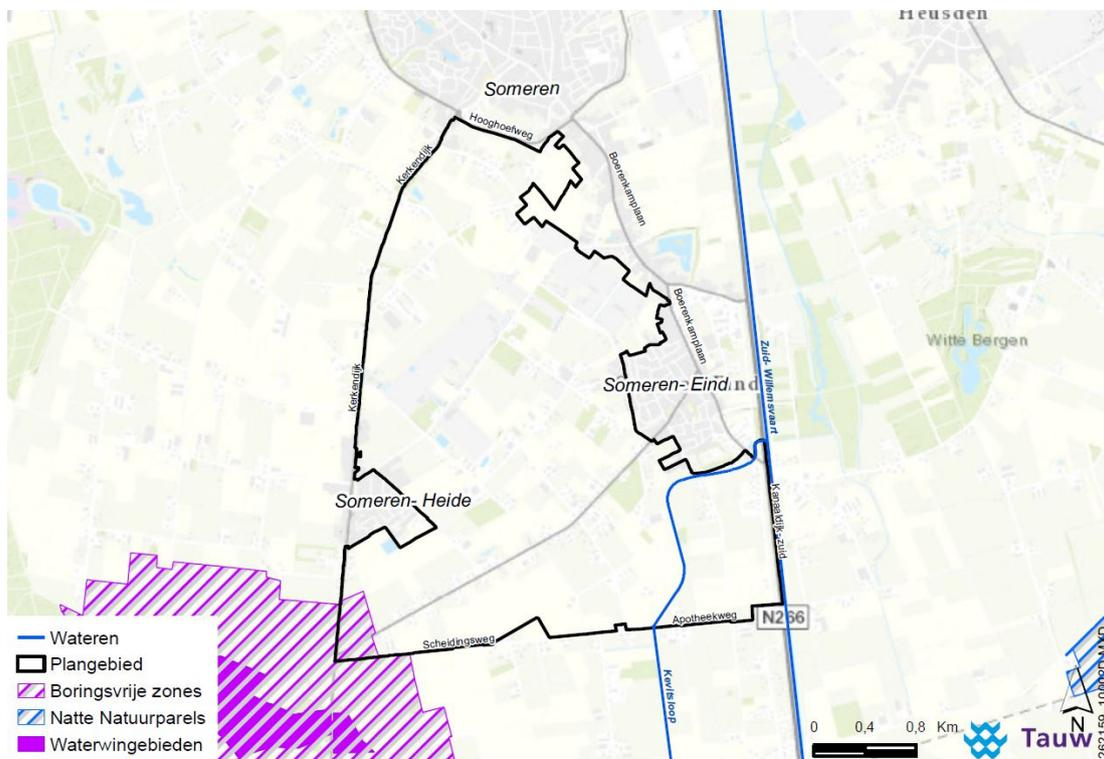 Heusden
Someren
Hooghoefweg
Kerkendijk
Boerenkamplaan
Boerenkamplaan
Witte Bergen
Zuid-Willemsvaart
Kerkendijk
Someren-Eind
Eind
Someren-Heide
Kanaaldijk-zuid
Apotheekweg
N266
Scheidingsweg
Kevitsloop
Wateren
Plangebied
Boringsvrije zones
Natte Natuurparels
Waterwingebieden
0 0,4 0,8 Km
N
Tauw